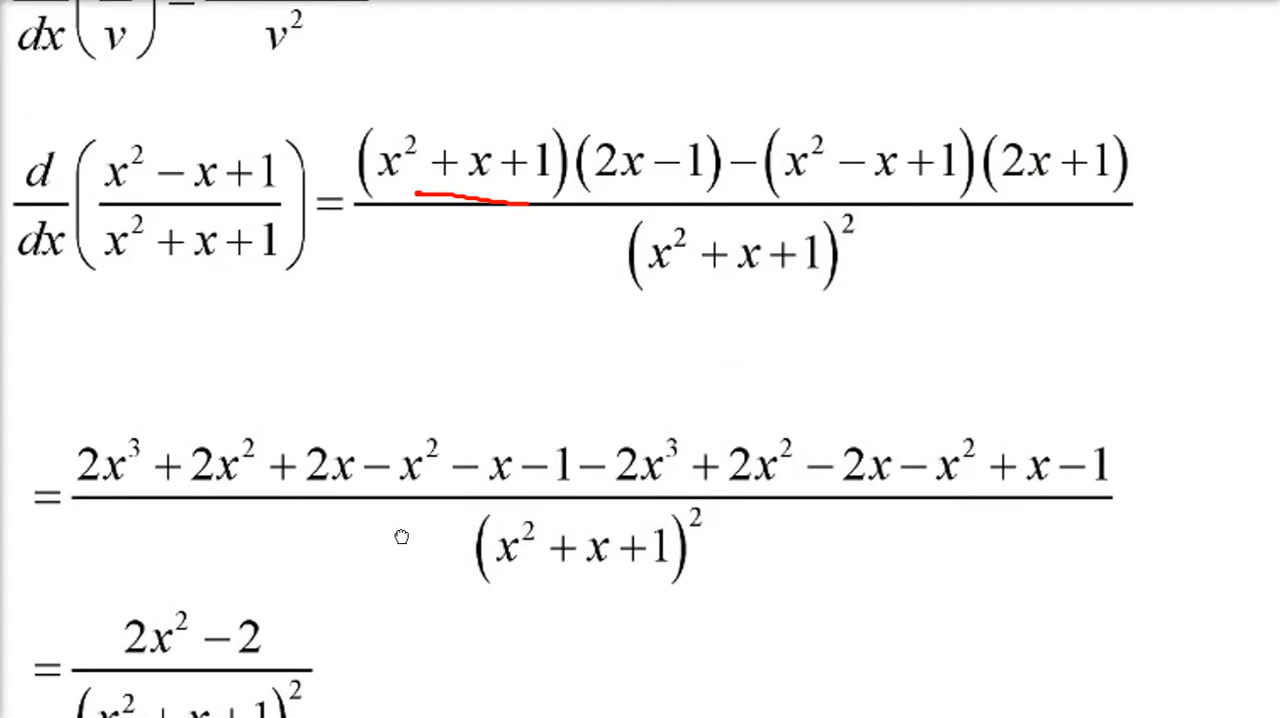 d/dx (/v) = /v²
d/dx ((x² − x + 1)/(x² + x + 1)) = ((x² + x + 1)(2x − 1) − (x² − x + 1)(2x + 1))/(x² + x + 1)²
= (2x³ + 2x² + 2x − x² − x − 1 − 2x³ + 2x² − 2x − x² + x − 1)/(x² + x + 1)²
= (2x² − 2)/(x² + x + 1)²